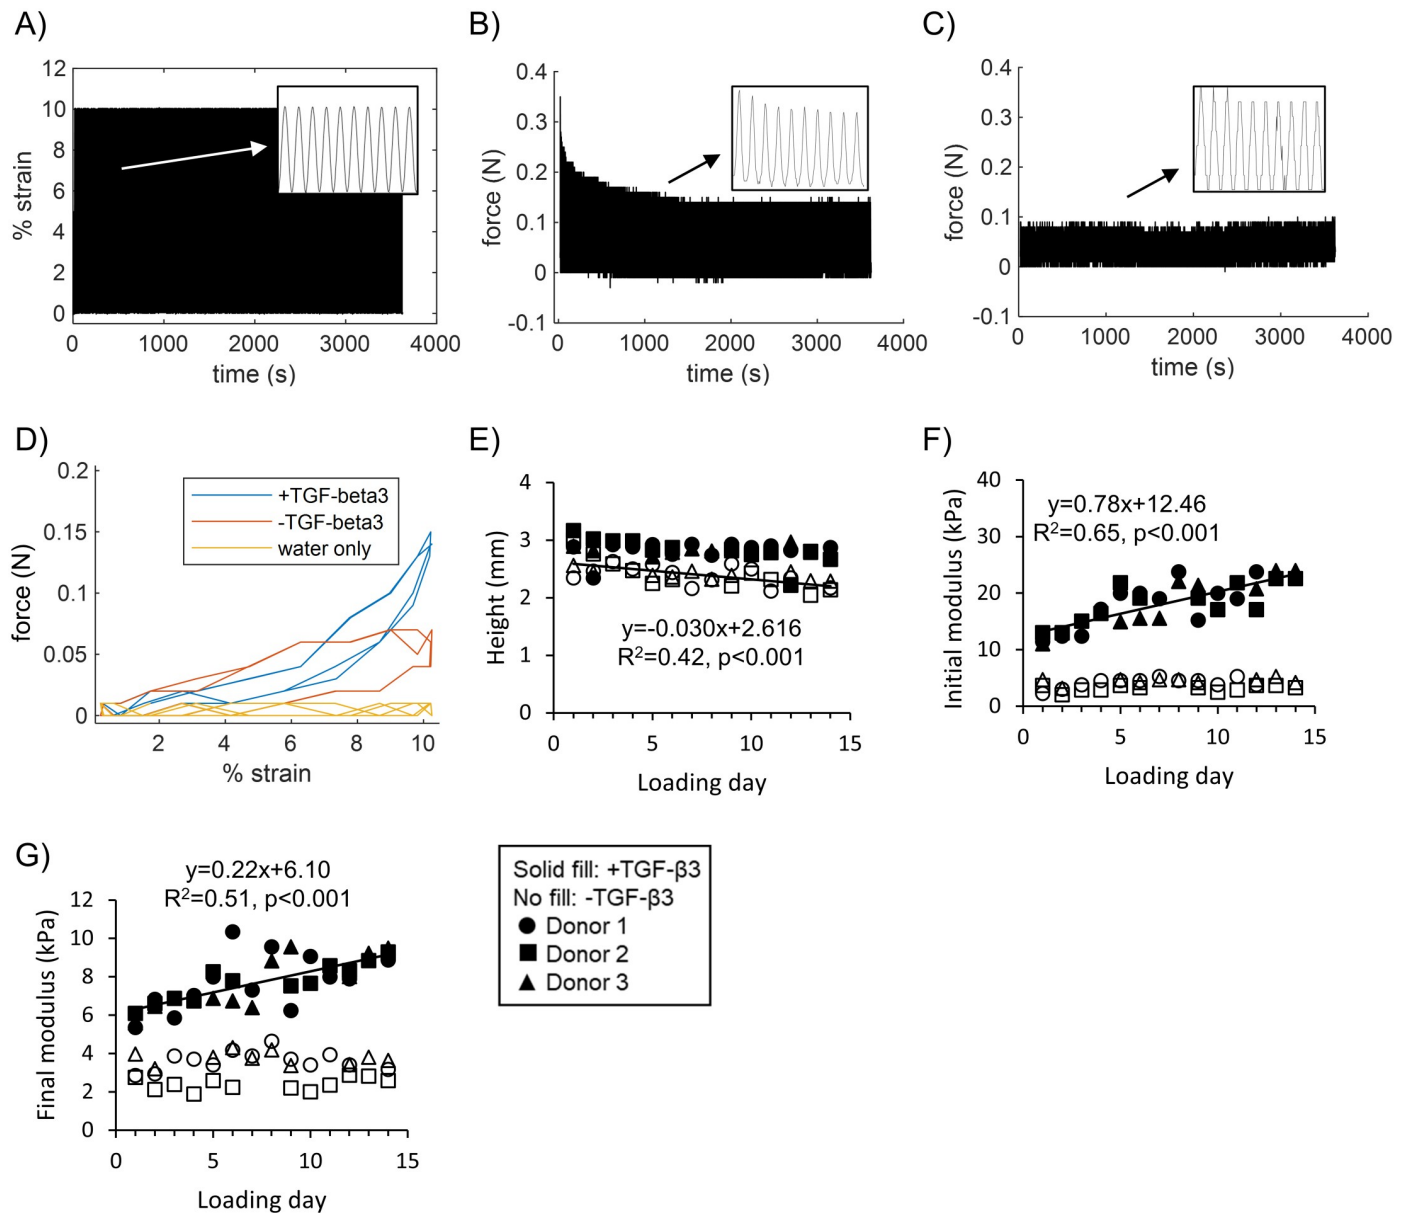 A)
12
10
8
6
4
2
0
% strain
0 1000 2000 3000 4000
time (s)
B)
0.4
0.3
0.2
0.1
0
-0.1
force (N)
0 1000 2000 3000 4000
time (s)
C)
0.4
0.3
0.2
0.1
0
-0.1
force (N)
0 1000 2000 3000 4000
time (s)
D)
0.2
0.15
0.1
0.05
0
force (N)
+TGF-beta3
-TGF-beta3
water only
2 4 6 8 10
% strain
E)
4
3
2
1
0
Height (mm)
y=-0.030x+2.616
R²=0.42, p<0.001
0 5 10 15
Loading day
F)
40
30
20
10
0
Initial modulus (kPa)
y=0.78x+12.46
R²=0.65, p<0.001
0 5 10 15
Loading day
G)
y=0.22x+6.10
R²=0.51, p<0.001
12
10
8
6
4
2
0
Final modulus (kPa)
0 5 10 15
Loading day
Solid fill: +TGF-β3
No fill: -TGF-β3
Donor 1
Donor 2
Donor 3